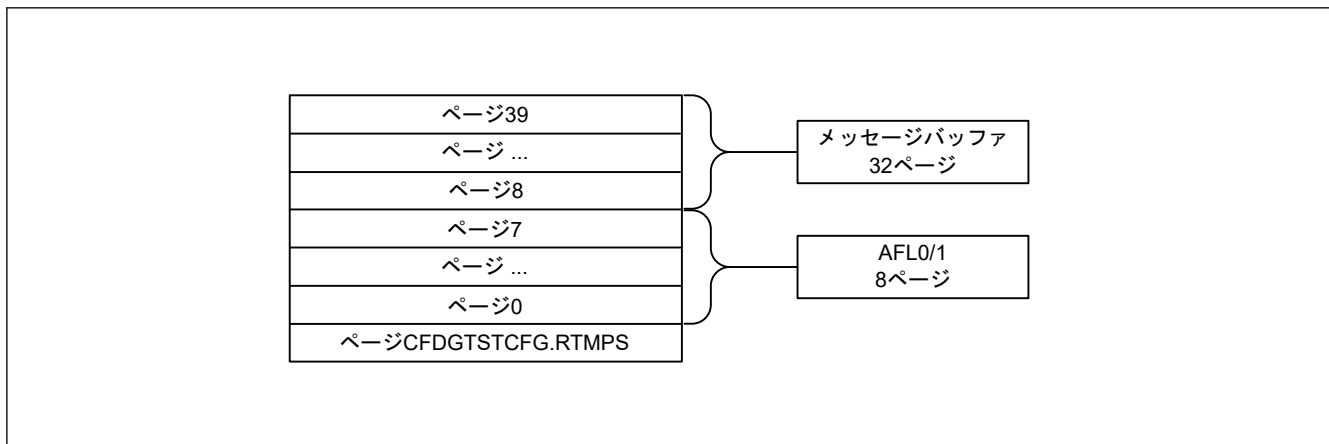 ページ39
ページ ...
ページ8
ページ7
ページ ...
ページ0
ページCFDGTSTCFG.RTMPS
メッセージバッファ
32ページ
AFL0/1
8ページ